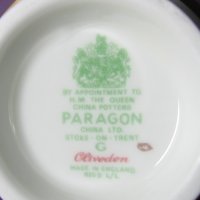 BY APPOINTMENT TO
H.M. THE QUEEN
CHINA POTTERS
PARAGON
CHINA LTD.
STOKE-ON-TRENT
G
Cliveden
MADE IN ENGLAND